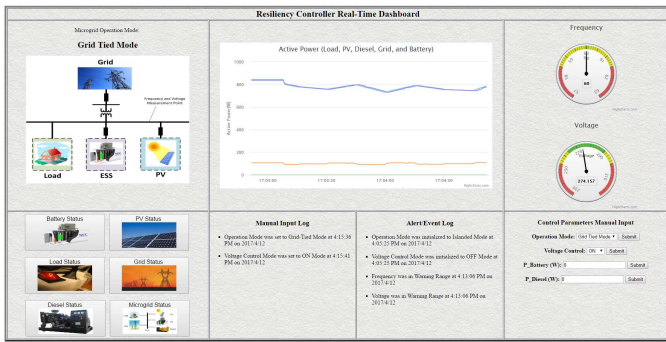 Resiliency Controller Real-Time Dashboard
Microgrid Operation Mode
Grid Tied Mode
Grid
Frequency and Voltage
Measurement Point
Load
ESS
PV
Active Power (Load, PV, Diesel, Grid, and Battery)
Active Power(W)
1000
800
600
400
200
0
17:04:00
17:04:30
17:04:00
17:04:30
Highcharts.com
Frequency
60
Highcharts.com
Voltage
Voltage
274.157
Highcharts.com
Battery Status
PV Status
Load Status
Grid Status
Diesel Status
Microgrid Status
Manual Input Log
• Operation Mode was set to Grid-Tied Mode at 4:15:36
PM on 2017/4/12
• Voltage Control Mode was set to ON Mode at 4:15:41
PM on 2017/4/12
Alert/Event Log
• Operation Mode was initialized to Islanded Mode at
4:05:25 PM on 2017/4/12
• Voltage Control Mode was initialized to OFF Mode at
4:05:25 PM on 2017/4/12
• Frequency was in Warning Range at 4:13:06 PM on
2017/4/12
• Voltage was in Warning Range at 4:13:06 PM on
2017/4/12
Control Parameters Manual Input
Operation Mode: Grid Tied Mode Submit
Voltage Control: ON Submit
P_Battery (W): 0 Submit
P_Diesel (W): 0 Submit